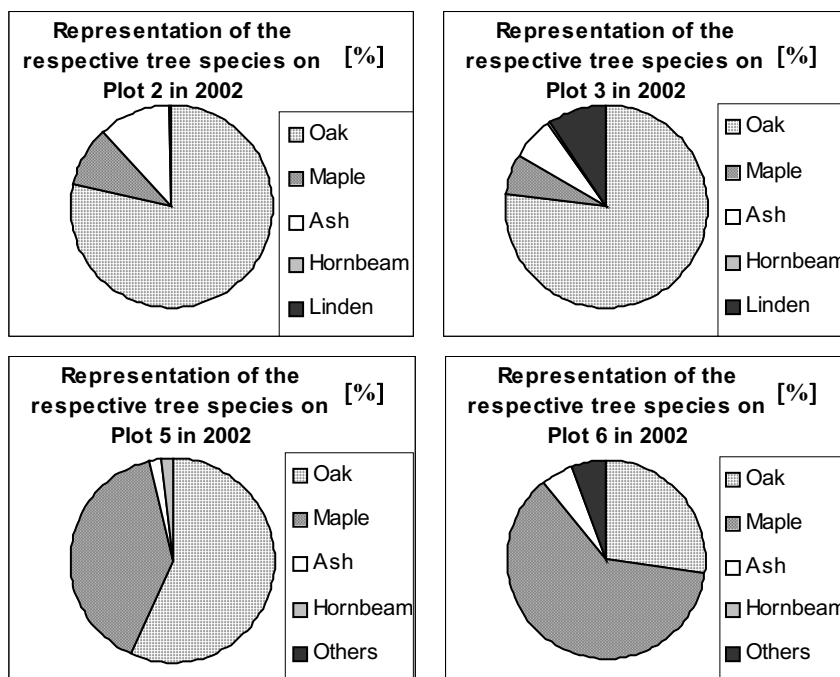 Representation of the
respective tree species on [%]
Plot 2 in 2002
Oak
Maple
Ash
Hornbeam
Linden
Representation of the
respective tree species on [%]
Plot 3 in 2002
Oak
Maple
Ash
Hornbeam
Linden
Representation of the
respective tree species on [%]
Plot 5 in 2002
Oak
Maple
Ash
Hornbeam
Others
Representation of the
respective tree species on [%]
Plot 6 in 2002
Oak
Maple
Ash
Hornbeam
Others